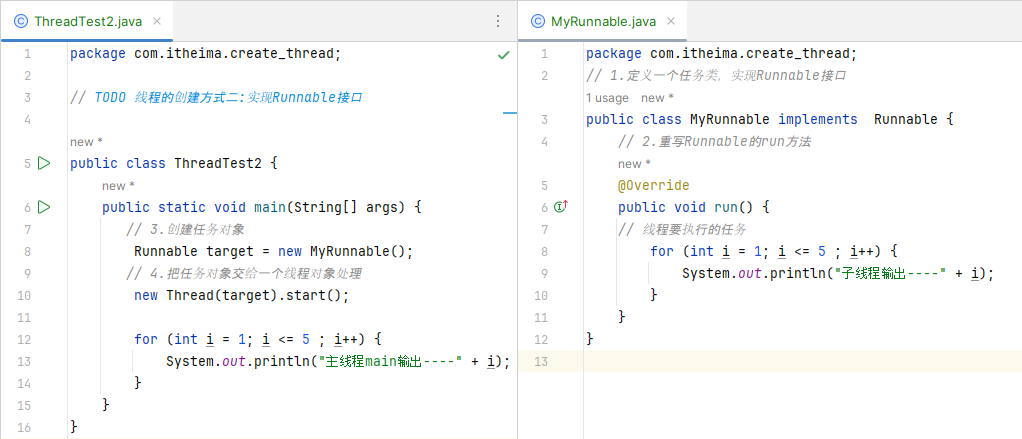 ThreadTest2.java
1 package com.itheima.create_thread;
2
3 // TODO 线程的创建方式二:实现Runnable接口
4
new *
5 public class ThreadTest2 {
new *
6 public static void main(String[] args) {
7 // 3.创建任务对象
8 Runnable target = new MyRunnable();
9 // 4.把任务对象交给一个线程对象处理
10 new Thread(target).start();
11
12 for (int i = 1; i <= 5 ; i++) {
13 System.out.println("主线程main输出----" + i);
14 }
15 }
16 }
MyRunnable.java
1 package com.itheima.create_thread;
2 // 1.定义一个任务类，实现Runnable接口
1 usage new *
3 public class MyRunnable implements  Runnable {
4 // 2.重写Runnable的run方法
new *
5 @Override
6 public void run() {
7 // 线程要执行的任务
8 for (int i = 1; i <= 5 ; i++) {
9 System.out.println("子线程输出----" + i);
10 }
11 }
12 }
13